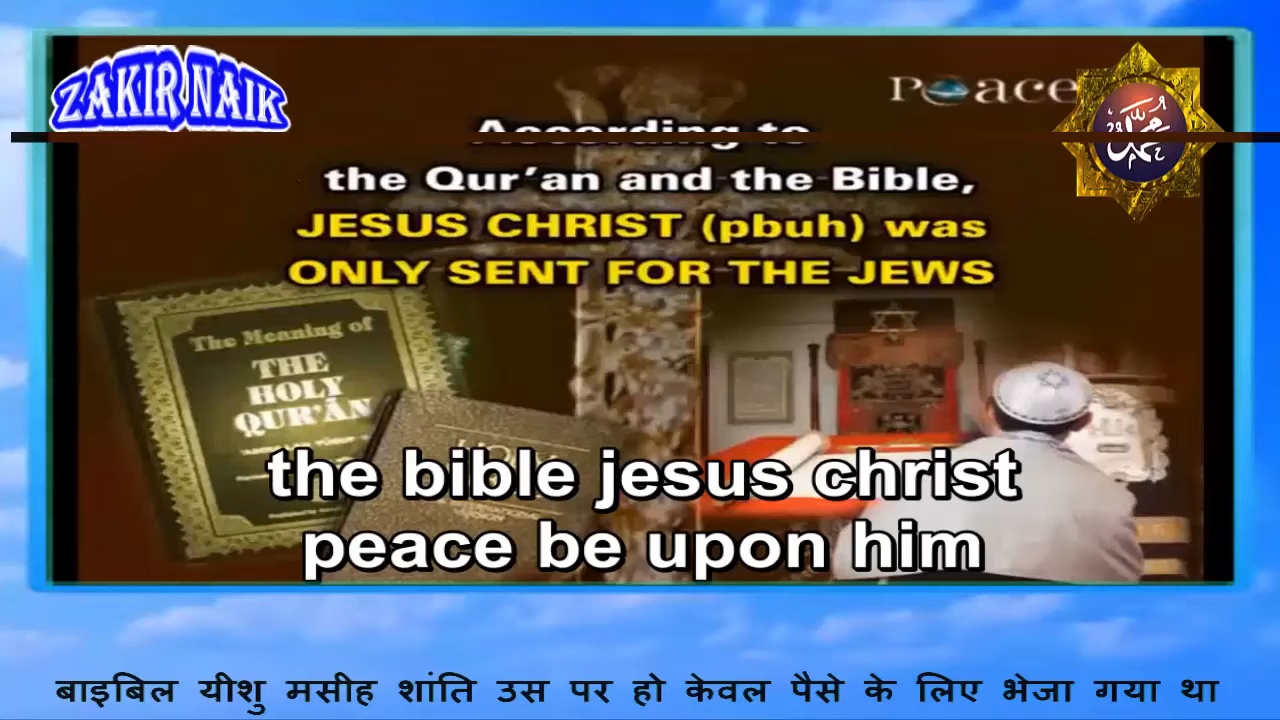 ZAKIR NAIK
Peace
محمد
According to
the Qur'an and the Bible,
JESUS CHRIST (pbuh) was
ONLY SENT FOR THE JEWS
The Meaning of
THE
HOLY
QUR'ĀN
the bible jesus christ
peace be upon him
बाइबिल यीशु मसीह शांति उस पर हो केवल पैसे के लिए भेजा गया था